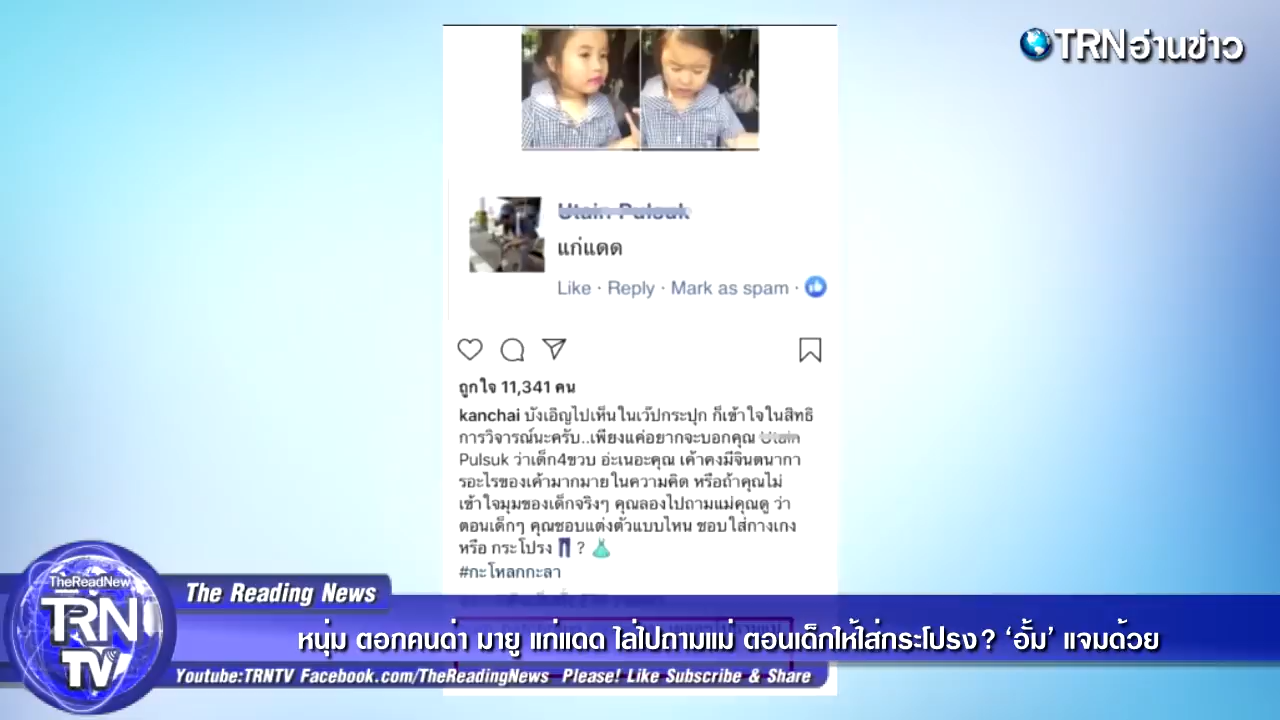 TRNอ่านข่าว
Utain Pulsuk
แก่แดด
Like · Reply · Mark as spam ·
ถูกใจ 11,341 คน
kanchai บังเอิญไปเห็นในเว๊ปกระปุก ก็เข้าใจในสิทธิ
การวิจารณ์นะครับ..เพียงแค่อยากจะบอกคุณ Utain
Pulsuk ว่าเด็ก4ขวบ อ่ะเนอะคุณ เค้าคงมีจินตนากา
รอะไรของเค้ามากมายในความคิด หรือถ้าคุณไม่
เข้าใจมุมของเด็กจริงๆ คุณลองไปถามแม่คุณดู ว่า
ตอนเด็กๆ คุณชอบแต่งตัวแบบไหน ชอบใส่กางเกง
หรือ กระโปรง 👖 ? 👗
#กะโหลกกะลา
TheReadNew
TRN
TV
The Reading News
หนุ่ม ตอกคนด่า มายู แก่แดด ไล่ไปถามแม่ ตอนเด็กให้ใส่กระโปรง? ‘อั้ม’ แจมด้วย
Youtube:TRNTV Facebook.com/TheReadingNews Please! Like Subscribe & Share